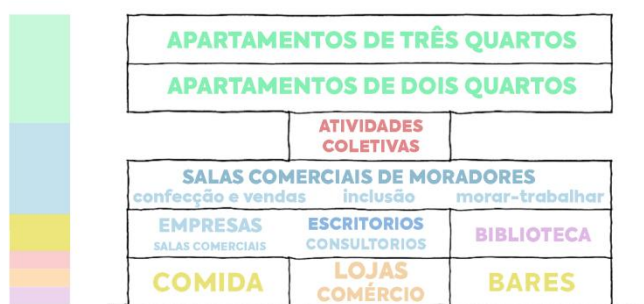 APARTAMENTOS DE TRÊS QUARTOS
APARTAMENTOS DE DOIS QUARTOS
ATIVIDADES
COLETIVAS
SALAS COMERCIAIS DE MORADORES
confecção e vendas inclusão morar-trabalhar
EMPRESAS
SALAS COMERCIAIS
ESCRITORIOS
CONSULTORIOS
BIBLIOTECA
COMIDA
LOJAS
COMÉRCIO
BARES